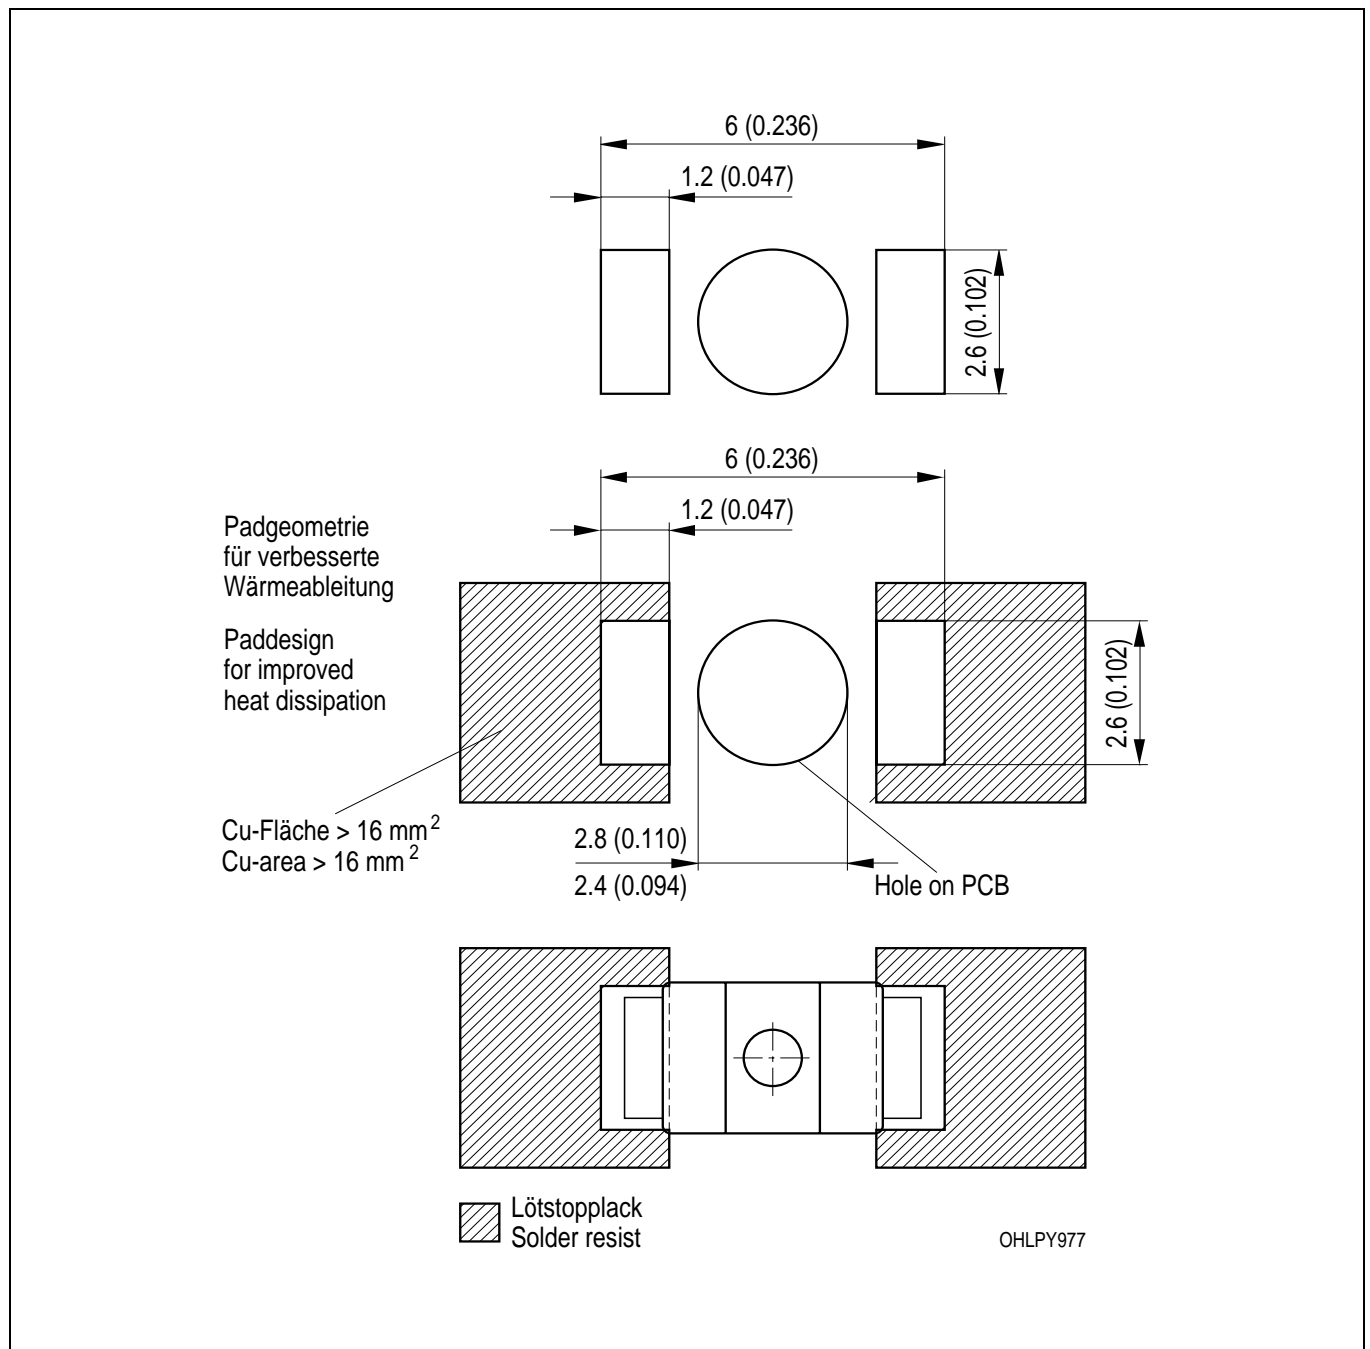 6 (0.236)
1.2 (0.047)
2.6 (0.102)
6 (0.236)
1.2 (0.047)
Padgeometrie
für verbesserte
Wärmeableitung
Paddesign
for improved
heat dissipation
2.6 (0.102)
Cu-Fläche > 16 mm²
Cu-area > 16 mm²
2.8 (0.110)
2.4 (0.094)
Hole on PCB
Lötstopplack
Solder resist
OHLPY977